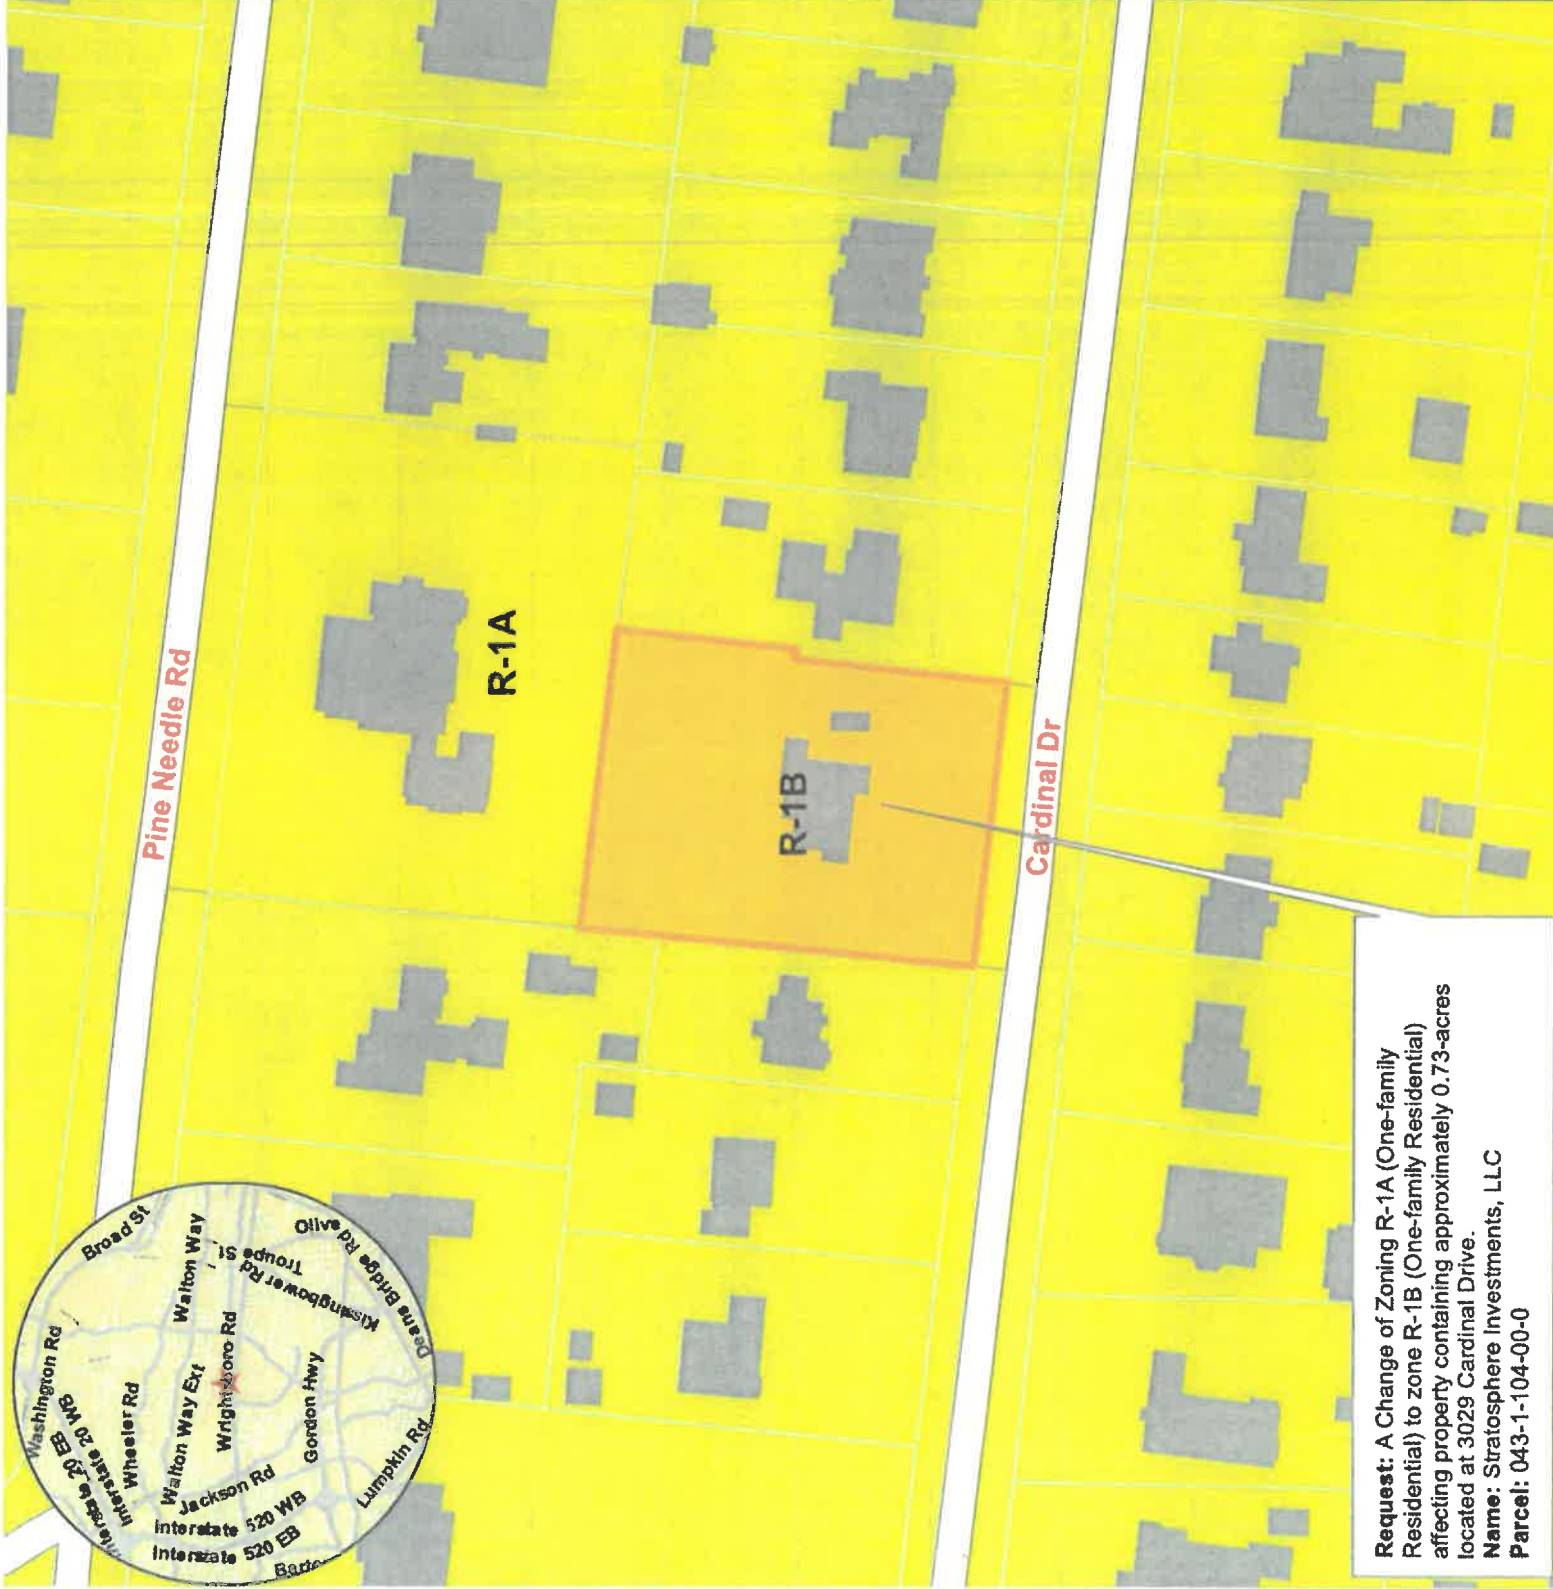 Pine Needle Rd
R-1A
R-1B
Cardinal Dr
Broad St
Washington Rd
Interstate 20 EB
Interstate 20 WB
Wheeler Rd
Walton Way
Walton Way Ext
Troupe St
Olive Rd
Kissingbower Rd
Wrightsboro Rd
Deans Bridge Rd
Gordon Hwy
Jackson Rd
Lumpkin Rd
Interstate 520 WB
Interstate 520 EB
Request: A Change of Zoning R-1A (One-family
Residential) to zone R-1B (One-family Residential)
affecting property containing approximately 0.73-acres
located at 3029 Cardinal Drive.
Name: Stratosphere Investments, LLC
Parcel: 043-1-104-00-0